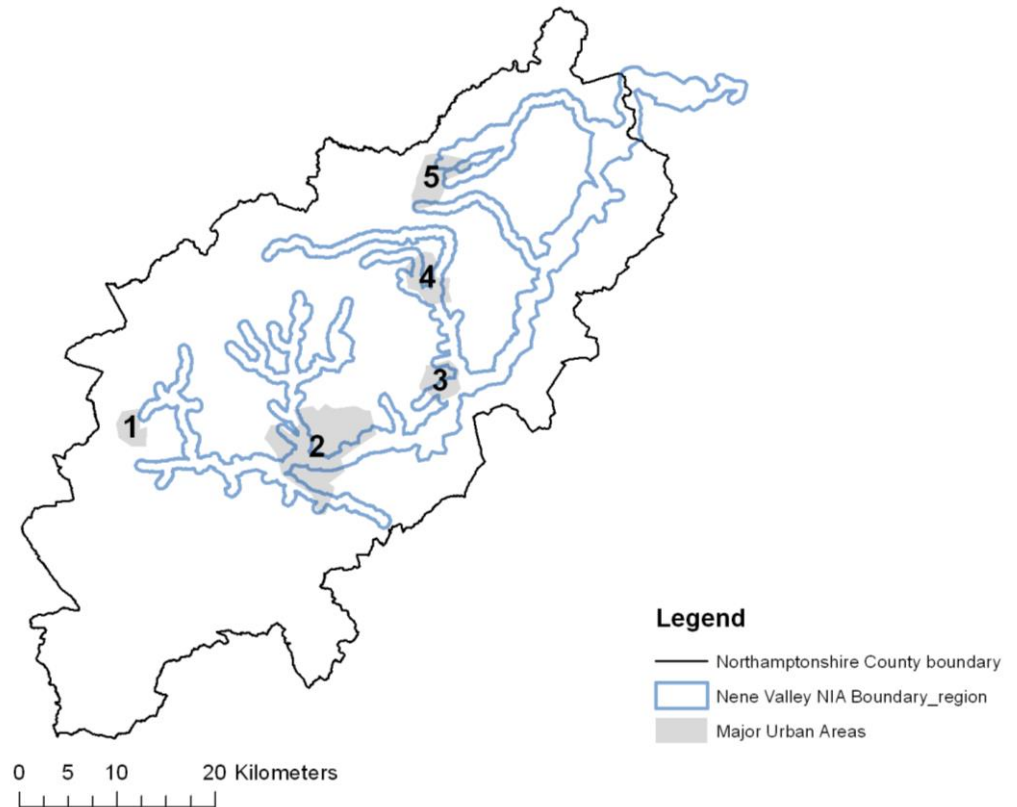 5
4
3
1
2
Legend
Northamptonshire County boundary
Nene Valley NIA Boundary_region
Major Urban Areas
0 5 10 20 Kilometers